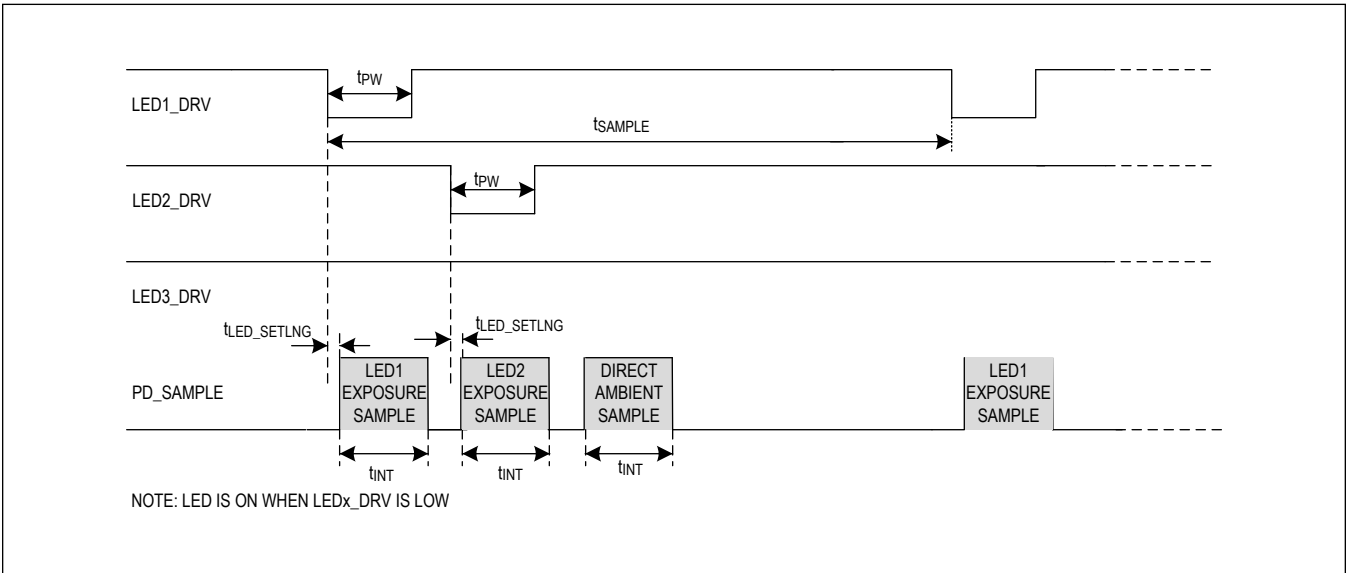 tPW
LED1_DRV
tSAMPLE
tPW
LED2_DRV
LED3_DRV
tLED_SETLNG
tLED_SETLNG
PD_SAMPLE
LED1
EXPOSURE
SAMPLE
LED2
EXPOSURE
SAMPLE
DIRECT
AMBIENT
SAMPLE
LED1
EXPOSURE
SAMPLE
tINT
tINT
tINT
NOTE: LED IS ON WHEN LEDx_DRV IS LOW